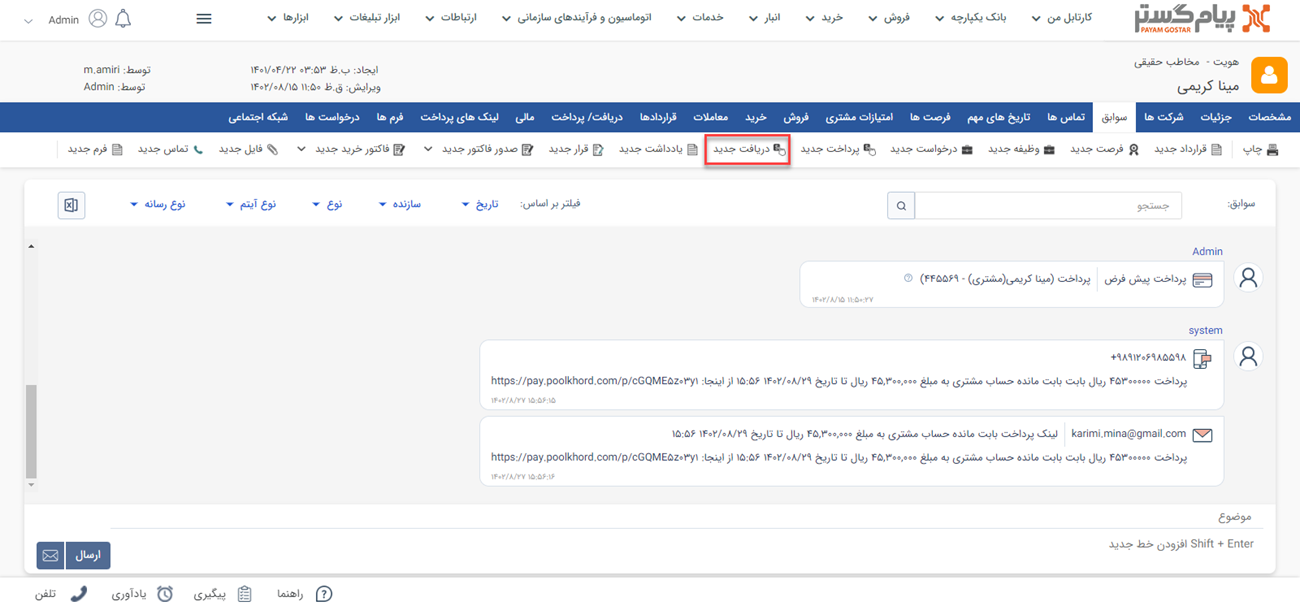 پیام گستر
PAYAM GOSTAR
کارتابل من
بانک یکپارچه
فروش
خرید
انبار
خدمات
اتوماسیون و فرآیندهای سازمانی
ارتباطات
ابزار تبلیغات
ابزارها
Admin
هویت - مخاطب حقیقی
مینا کریمی
ایجاد: ب.ظ ۰۳:۵۳ ۱۴۰۱/۰۴/۲۲ توسط: m.amiri
ویرایش: ق.ظ ۱۱:۵۰ ۱۴۰۲/۰۸/۱۵ توسط: Admin
مشخصات جزئیات شرکت ها سوابق تماس ها تاریخ های مهم فرصت ها امتیازات مشتری فروش خرید معاملات قراردادها دریافت/ پرداخت مالی لینک های پرداخت فرم ها درخواست ها شبکه اجتماعی
چاپ قرارداد جدید فرصت جدید وظیفه جدید درخواست جدید پرداخت جدید دریافت جدید یادداشت جدید قرار جدید صدور فاکتور جدید فاکتور خرید جدید فایل جدید تماس جدید فرم جدید
سوابق: جستجو فیلتر بر اساس: تاریخ سازنده نوع نوع آیتم نوع رسانه
Admin
پرداخت پیش فرض پرداخت (مینا کریمی(مشتری) - ۴۴۵۵۶۹)
۱۴۰۲/۸/۱۵ ۱۱:۵۰:۲۷
system
+۹۸۹۱۲۰۶۹۸۵۵۹۸
پرداخت ۴۵۳۰۰۰۰۰ ریال بابت بابت مانده حساب مشتری به مبلغ ۴۵,۳۰۰,۰۰۰ ریال تا تاریخ ۱۴۰۲/۰۸/۲۹ ۱۵:۵۶ از اینجا: https://pay.poolkhord.com/p/cGQME۵z۰۳y۱
۱۴۰۲/۸/۲۷ ۱۵:۵۶:۱۵
karimi.mina@gmail.com لینک پرداخت بابت مانده حساب مشتری به مبلغ ۴۵,۳۰۰,۰۰۰ ریال تا تاریخ ۱۴۰۲/۰۸/۲۹ ۱۵:۵۶
پرداخت ۴۵۳۰۰۰۰۰ ریال بابت بابت مانده حساب مشتری به مبلغ ۴۵,۳۰۰,۰۰۰ ریال تا تاریخ ۱۴۰۲/۰۸/۲۹ ۱۵:۵۶ از اینجا: https://pay.poolkhord.com/p/cGQME۵z۰۳y۱
۱۴۰۲/۸/۲۷ ۱۵:۵۶:۱۶
موضوع
Shift + Enter افزودن خط جدید
ارسال
راهنما پیگیری یادآوری تلفن